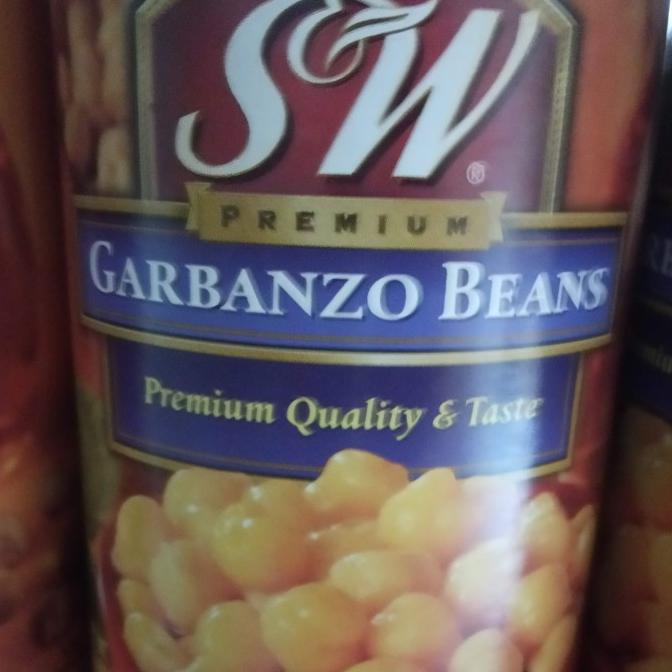 S&W®
PREMIUM
GARBANZO BEANS
Premium Quality & Taste